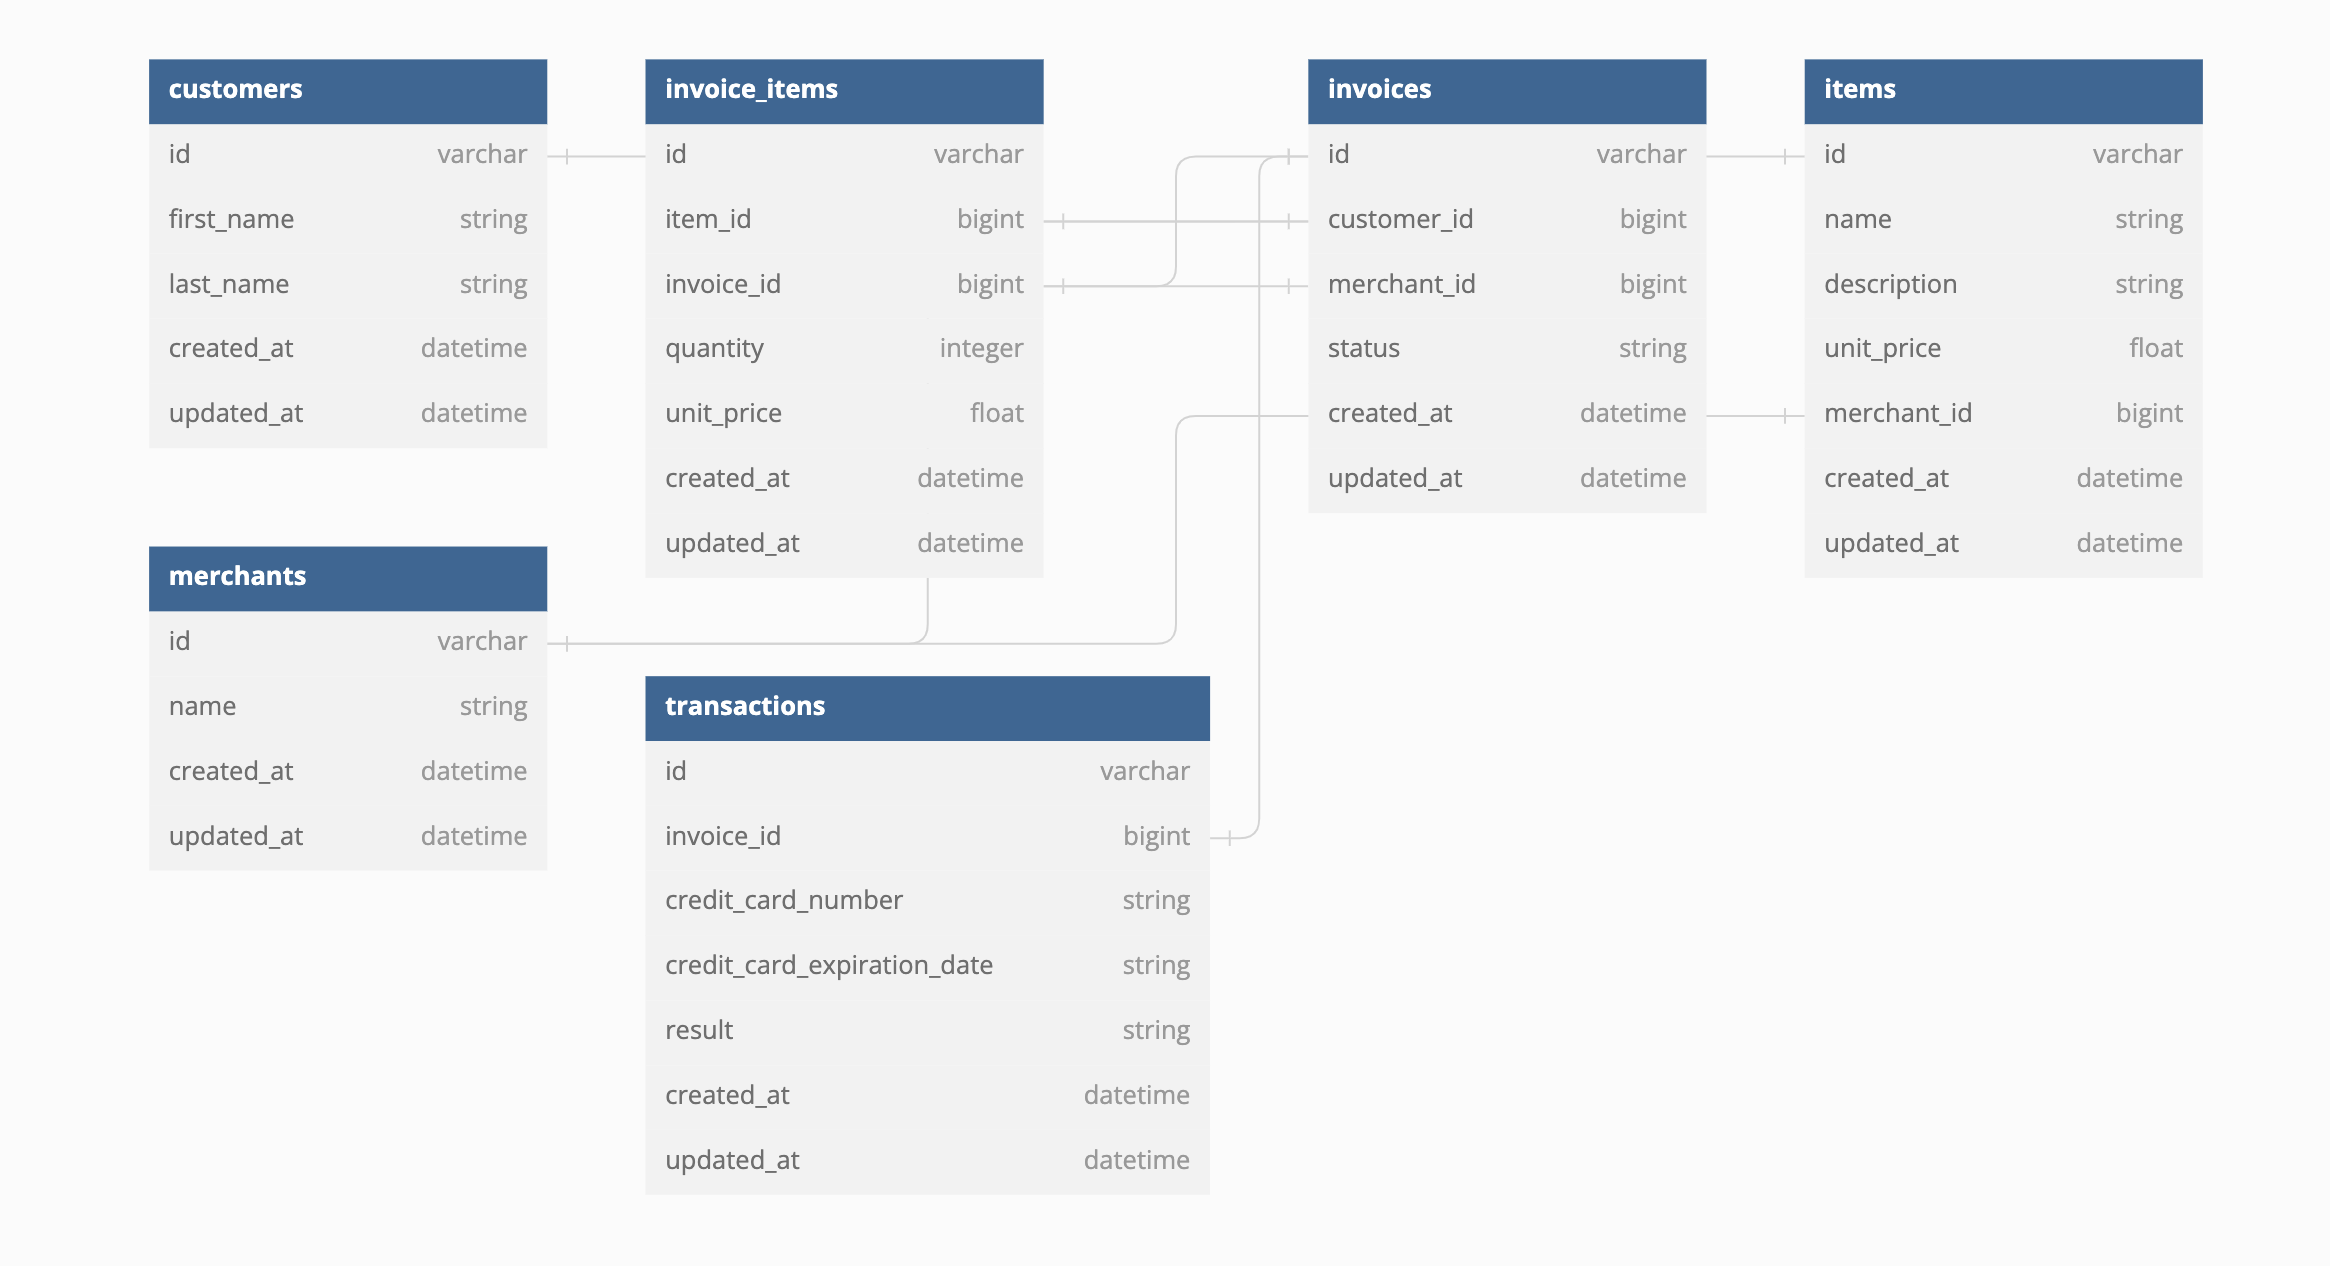 customers
id varchar
first_name string
last_name string
created_at datetime
updated_at datetime
invoice_items
id varchar
item_id bigint
invoice_id bigint
quantity integer
unit_price float
created_at datetime
updated_at datetime
invoices
id varchar
customer_id bigint
merchant_id bigint
status string
created_at datetime
updated_at datetime
items
id varchar
name string
description string
unit_price float
merchant_id bigint
created_at datetime
updated_at datetime
merchants
id varchar
name string
created_at datetime
updated_at datetime
transactions
id varchar
invoice_id bigint
credit_card_number string
credit_card_expiration_date string
result string
created_at datetime
updated_at datetime